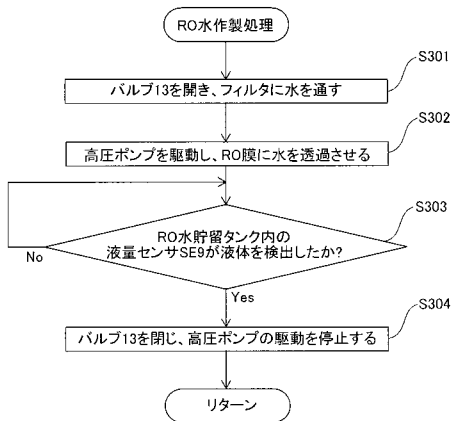 RO水作製処理
S301
バルブ13を開き、フィルタに水を通す
S302
高圧ポンプを駆動し、RO膜に水を透過させる
S303
RO水貯留タンク内の
液量センサSE9が液体を検出したか?
No
Yes
S304
バルブ13を閉じ、高圧ポンプの駆動を停止する
リターン